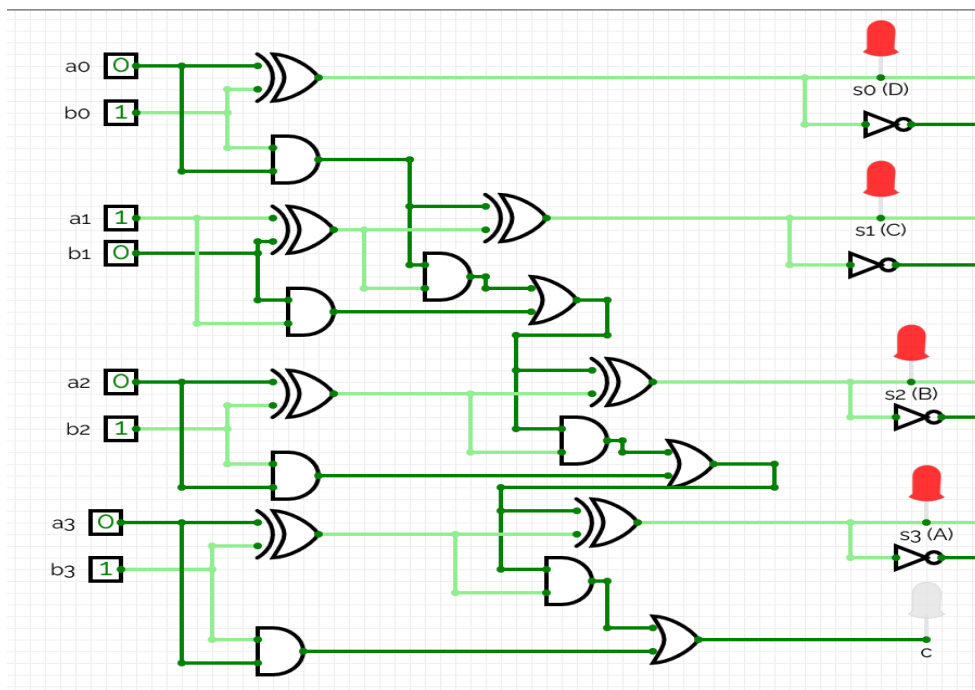 a0 0
b0 1
s0 (D)
a1 1
b1 0
s1 (C)
a2 0
b2 1
s2 (B)
a3 0
b3 1
s3 (A)
c